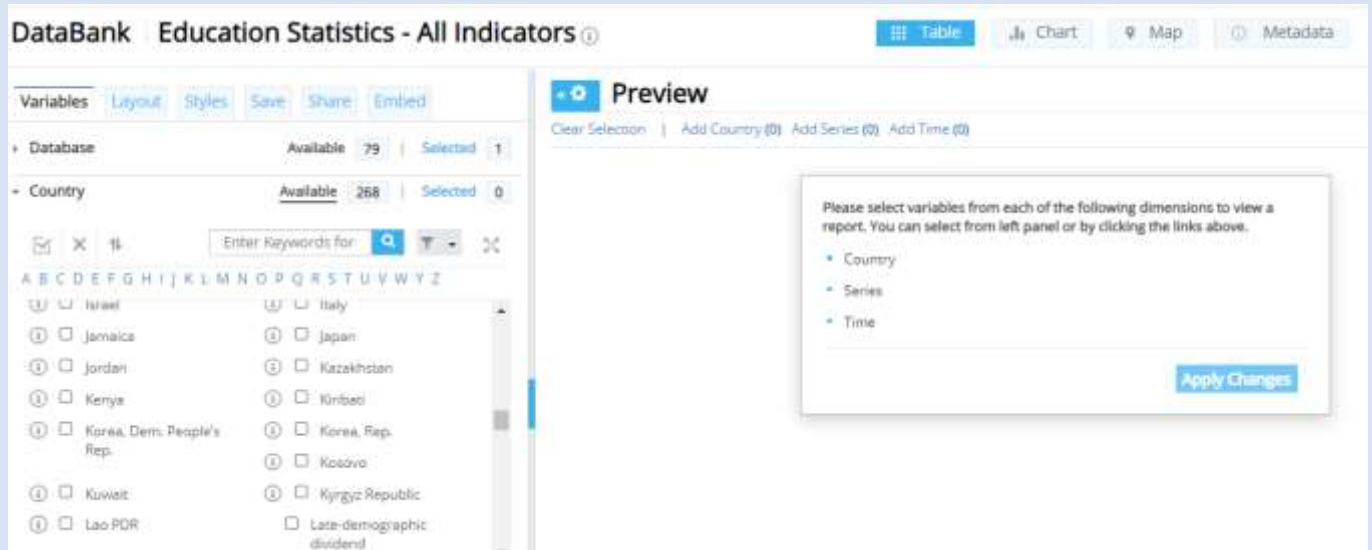 DataBank Education Statistics - All Indicators
Table Chart Map Metadata
Variables Layout Styles Save Share Embed
Preview
Clear Selection | Add Country (0) Add Series (0) Add Time (0)
Database Available 79 | Selected 1
Country Available 268 | Selected 0
Enter Keywords for
A B C D E F G H I J K L M N O P Q R S T U V W Y Z
Israel Italy
Jamaica Japan
Jordan Kazakhstan
Kenya Kiribati
Korea, Dem. People's Rep. Korea, Rep.
Kosovo
Kuwait Kyrgyz Republic
Lao PDR Late-demographic
dividend
Please select variables from each of the following dimensions to view a
report. You can select from left panel or by clicking the links above.
Country
Series
Time
Apply Changes